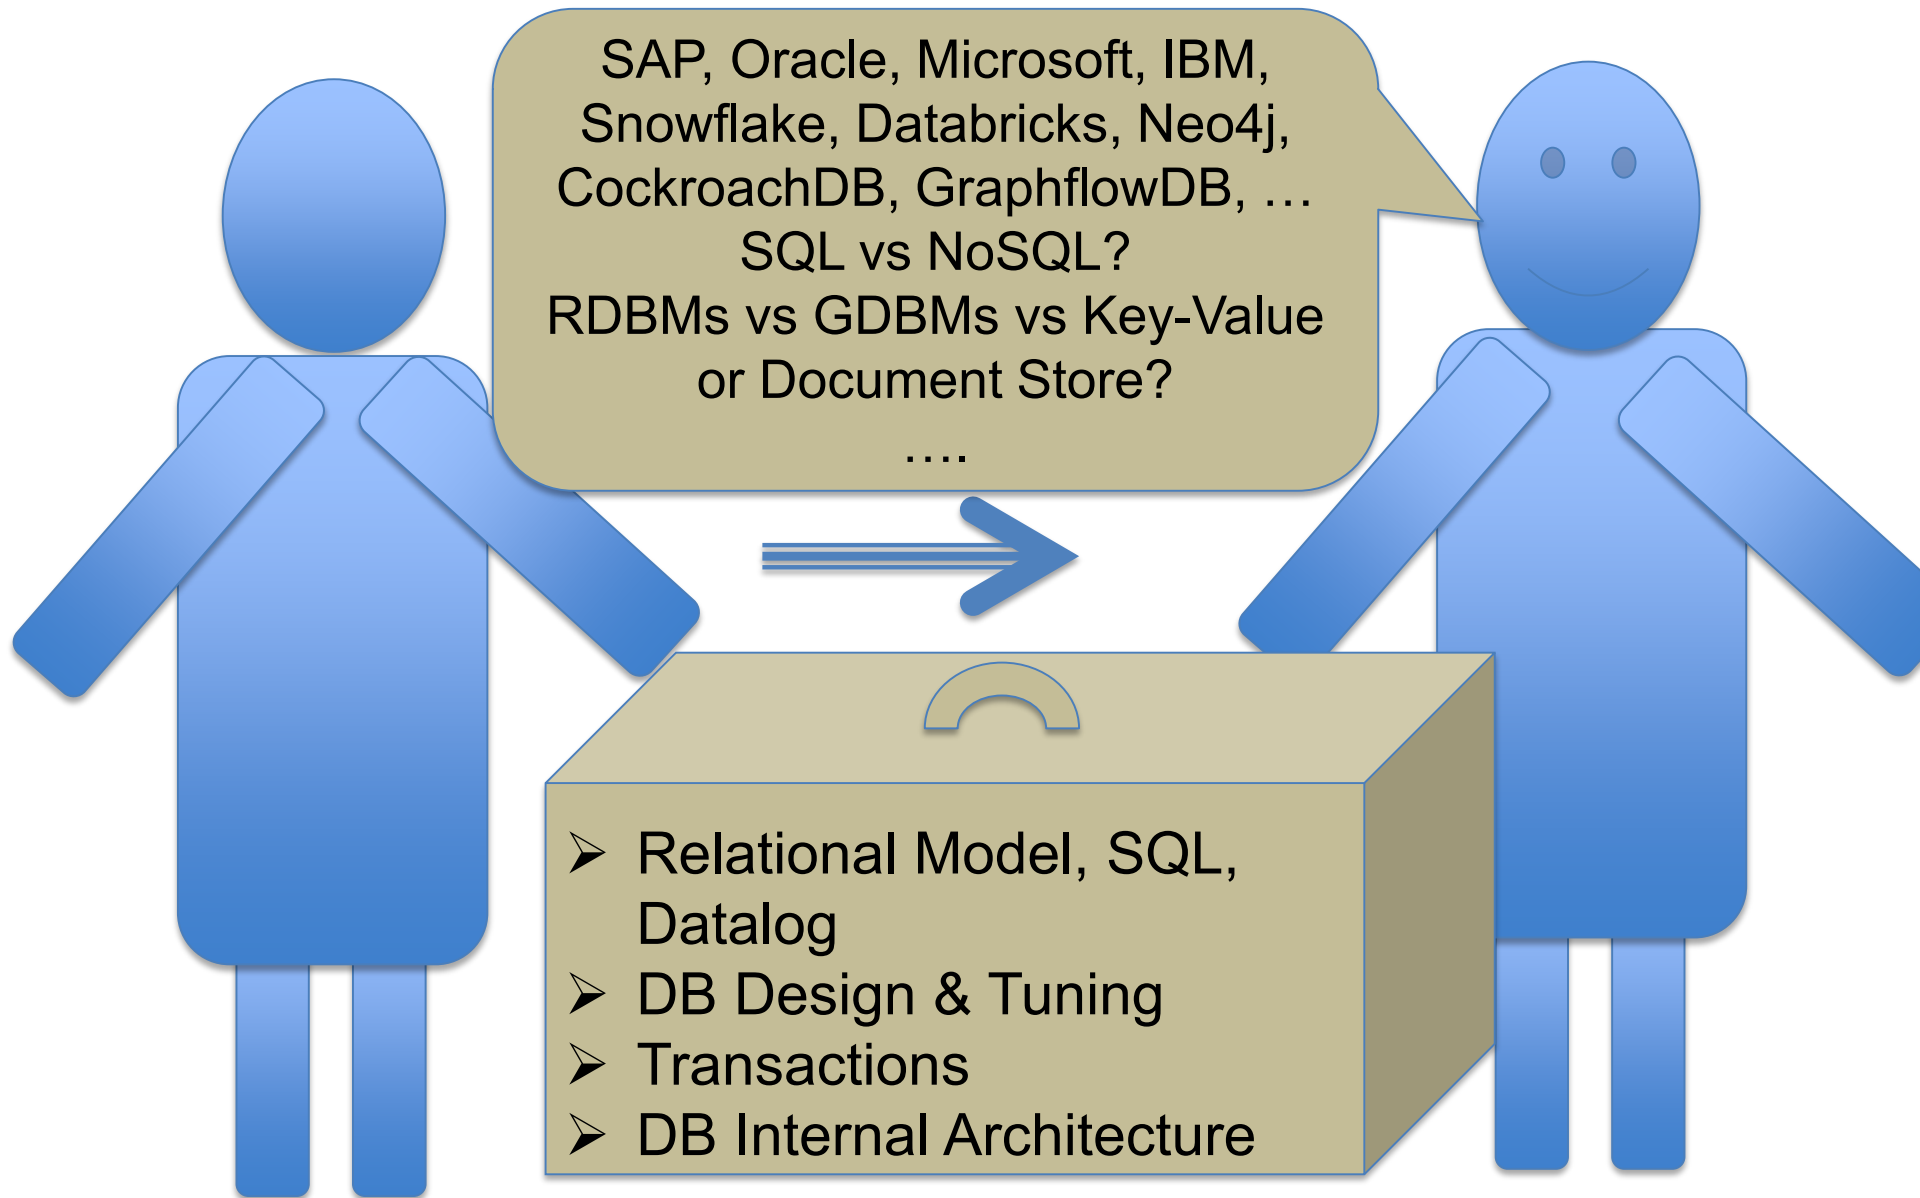 SAP, Oracle, Microsoft, IBM,
Snowflake, Databricks, Neo4j,
CockroachDB, GraphflowDB, …
SQL vs NoSQL?
RDBMs vs GDBMs vs Key-Value
or Document Store?
….
➢ Relational Model, SQL,
Datalog
➢ DB Design & Tuning
➢ Transactions
➢ DB Internal Architecture